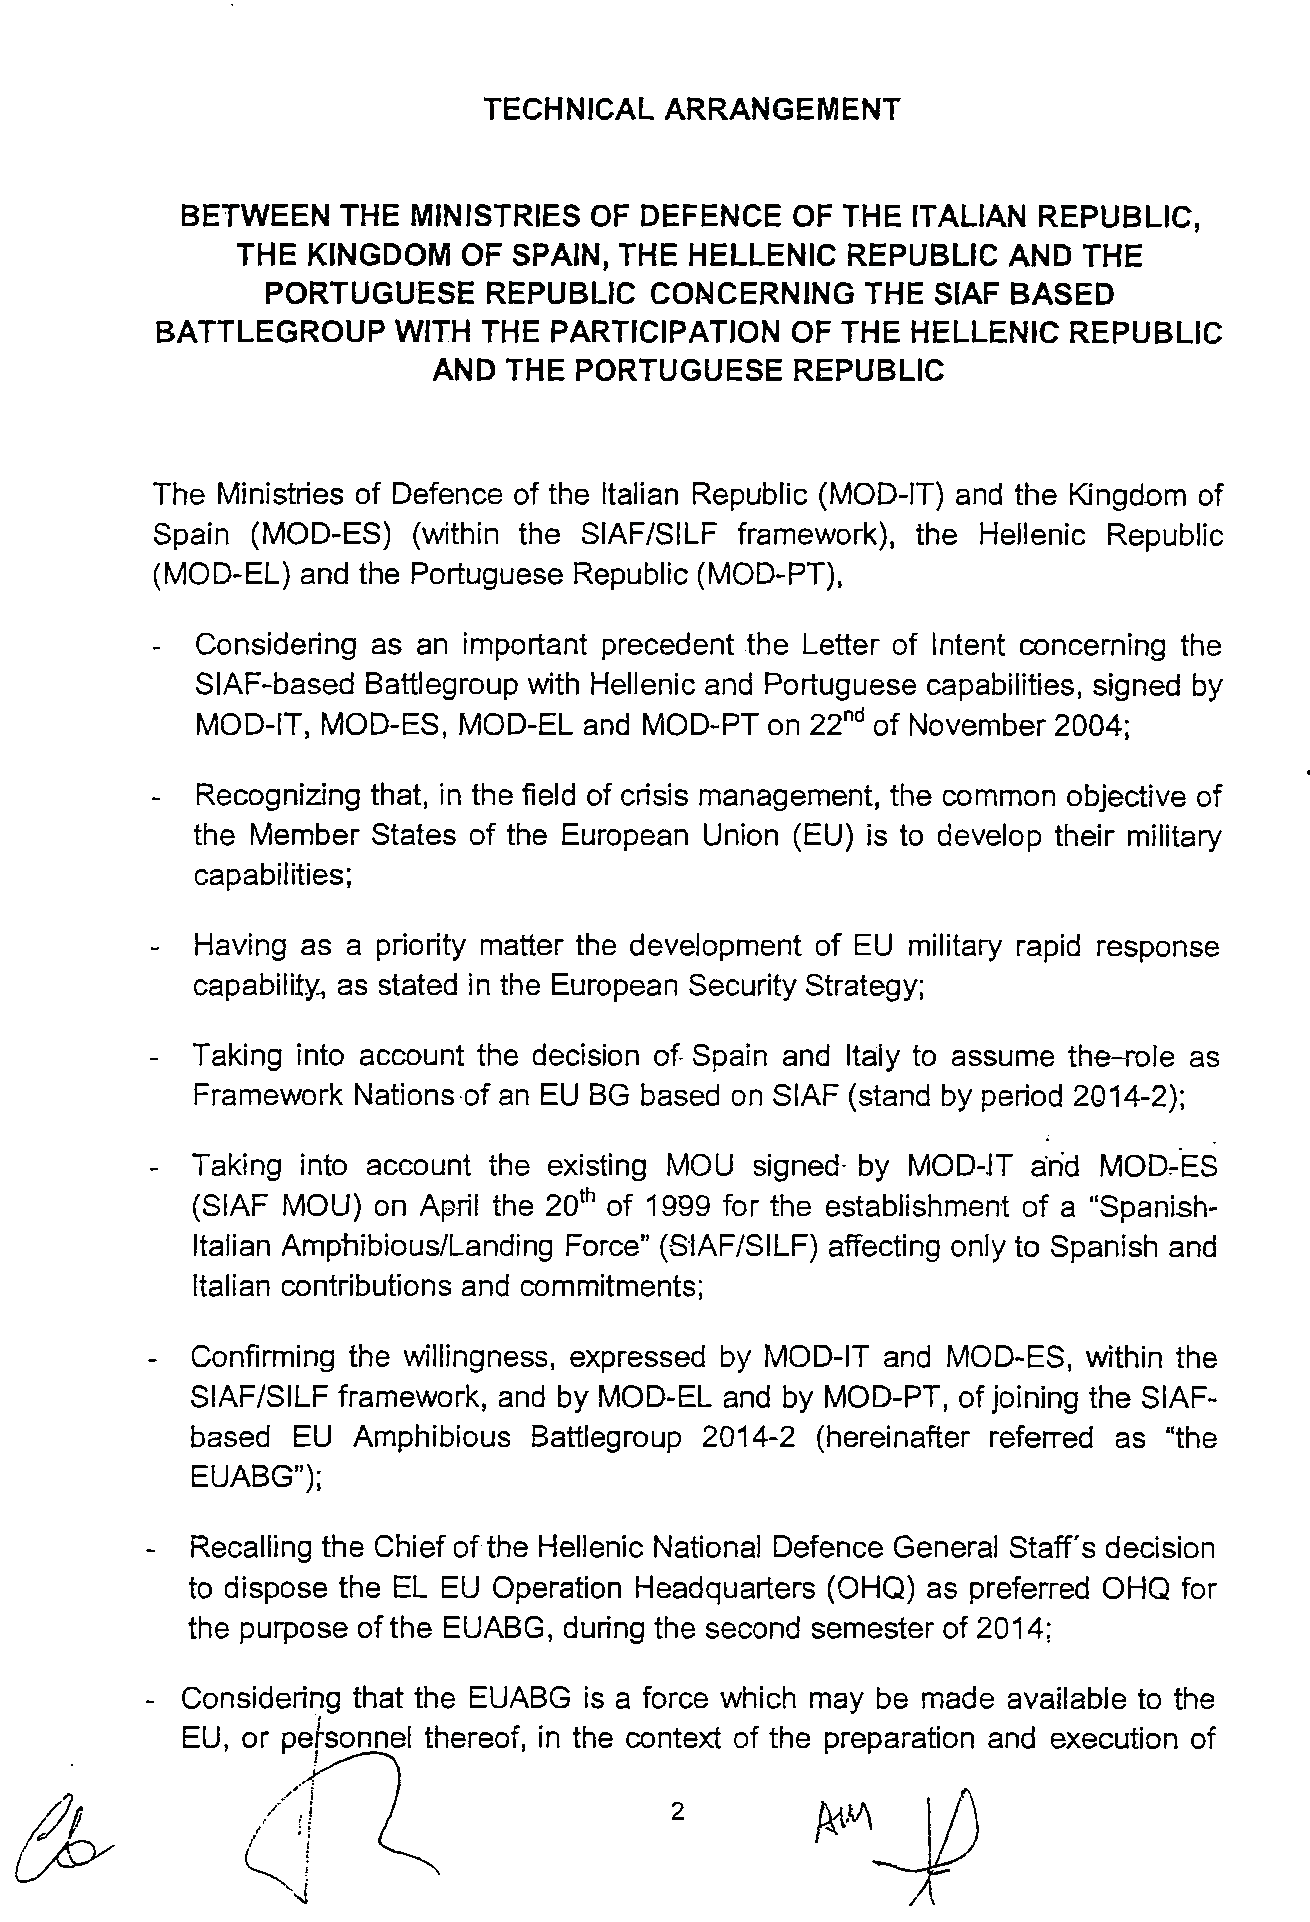 TECHNICAL ARRANGEMENT
BETWEEN THE MINISTRIES OF DEFENCE OF THE ITALIAN REPUBLIC,
THE KINGDOM OF SPAIN, THE HELLENIC REPUBLIC AND THE
PORTUGUESE REPUBLIC CONCERNING THE SIAF BASED
BATTLEGROUP WITH THE PARTICIPATION OF THE HELLENIC REPUBLIC
AND THE PORTUGUESE REPUBLIC
The Ministries of Defence of the Italian Republic (MOD-IT) and the Kingdom of
Spain (MOD-ES) (within the SIAF/SILF framework), the Hellenic Republic
(MOD-EL) and the Portuguese Republic (MOD-PT),
- Considering as an important precedent the Letter of Intent concerning the
SIAF-based Battlegroup with Hellenic and Portuguese capabilities, signed by
MOD-IT, MOD-ES, MOD-EL and MOD-PT on 22nd of November 2004;
- Recognizing that, in the field of crisis management, the common objective of
the Member States of the European Union (EU) is to develop their military
capabilities;
- Having as a priority matter the development of EU military rapid response
capability, as stated in the European Security Strategy;
- Taking into account the decision of Spain and Italy to assume the role as
Framework Nations of an EU BG based on SIAF (stand by period 2014-2);
- Taking into account the existing MOU signed by MOD-IT and MOD-ES
(SIAF MOU) on April the 20th of 1999 for the establishment of a “Spanish-
Italian Amphibious/Landing Force” (SIAF/SILF) affecting only to Spanish and
Italian contributions and commitments;
- Confirming the willingness, expressed by MOD-IT and MOD-ES, within the
SIAF/SILF framework, and by MOD-EL and by MOD-PT, of joining the SIAF-
based EU Amphibious Battlegroup 2014-2 (hereinafter referred as “the
EUABG”);
- Recalling the Chief of the Hellenic National Defence General Staff's decision
to dispose the EL EU Operation Headquarters (OHQ) as preferred OHQ for
the purpose of the EUABG, during the second semester of 2014;
- Considering that the EUABG is a force which may be made available to the
EU, or personnel thereof, in the context of the preparation and execution of
2